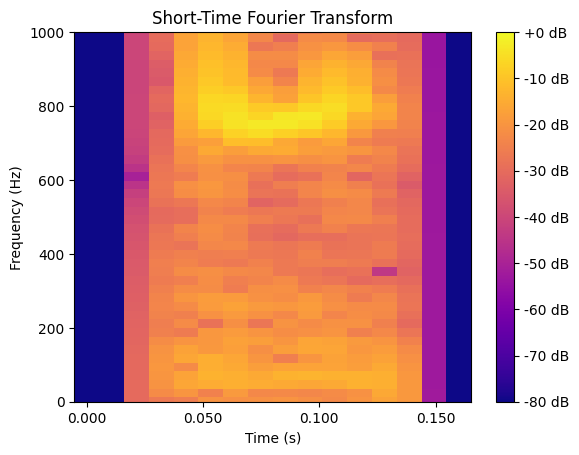 Short-Time Fourier Transform
1000
800
600
400
200
0
Frequency (Hz)
0.000
0.050
0.100
0.150
Time (s)
+0 dB
-10 dB
-20 dB
-30 dB
-40 dB
-50 dB
-60 dB
-70 dB
-80 dB